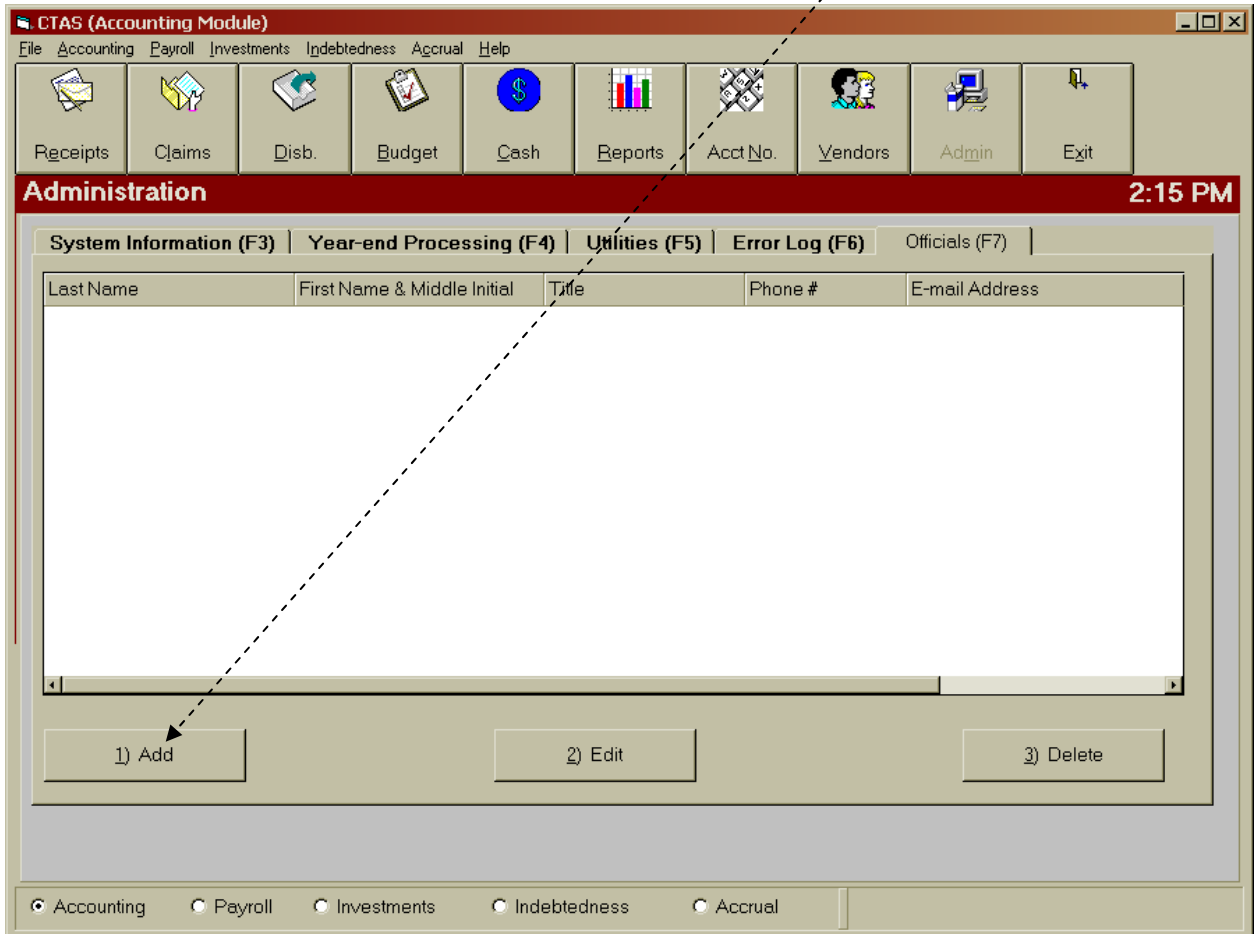 CTAS (Accounting Module)
File Accounting Payroll Investments Indebtedness Accrual Help
Receipts Claims Disb. Budget Cash Reports Acct No. Vendors Admin Exit
Administration 2:15 PM
System Information (F3) Year-end Processing (F4) Utilities (F5) Error Log (F6) Officials (F7)
Last Name First Name & Middle Initial Title Phone # E-mail Address
1) Add 2) Edit 3) Delete
Accounting Payroll Investments Indebtedness Accrual